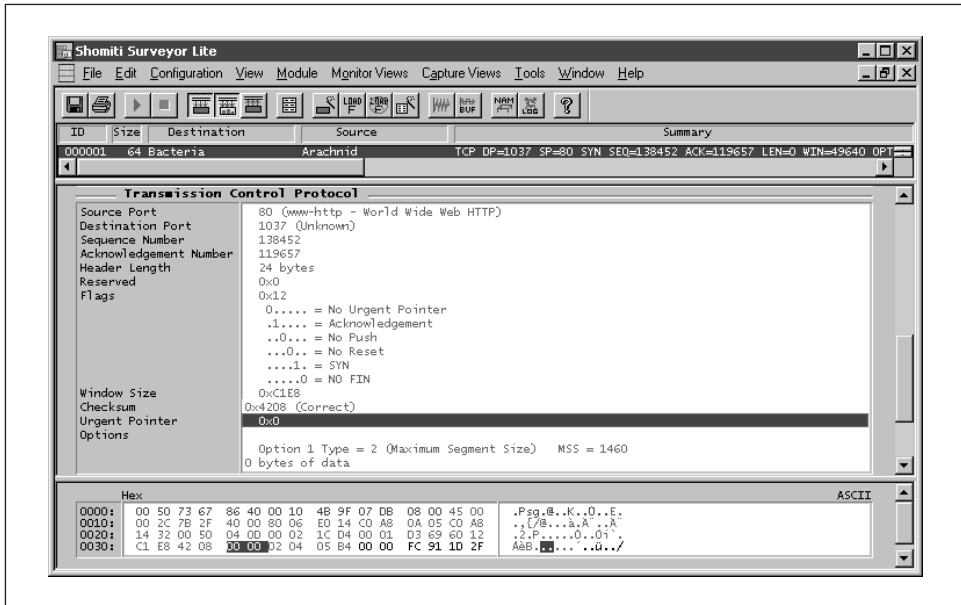 Shomiti Surveyor Lite
File Edit Configuration View Module Monitor Views Capture Views Tools Window Help
LOAD F BUF NAM LOG
ID Size Destination Source Summary
000001 64 Bacteria Arachnid TCP DP=1037 SP=80 SYN SEQ=138452 ACK=119657 LEN=0 WIN=49640 OPT
Transmission Control Protocol
Source Port 80 (www-http - World Wide Web HTTP)
Destination Port 1037 (Unknown)
Sequence Number 138452
Acknowledgement Number 119657
Header Length 24 bytes
Reserved 0x0
Flags 0x12
0..... = No Urgent Pointer
.1.... = Acknowledgement
..0... = No Push
...0.. = No Reset
....1. = SYN
.....0 = NO FIN
Window Size 0xC1E8
Checksum 0x4208 (Correct)
Urgent Pointer 0x0
Options
Option 1 Type = 2 (Maximum Segment Size) MSS = 1460
0 bytes of data
Hex ASCII
0000: 00 50 73 67 86 40 00 10 4B 9F 07 DB 08 00 45 00 .Psg.@..K..Û..E.
0010: 00 2C 7B 2F 40 00 80 06 E0 14 C0 A8 0A 05 C0 A8 .,{/@...à.À¨..À¨
0020: 14 32 00 50 04 0D 00 02 1C D4 00 01 D3 69 60 12 .2.P.....Ô..Ói`.
0030: C1 E8 42 08 00 00 02 04 05 B4 00 00 FC 91 1D 2F ÁèB......´..ü../